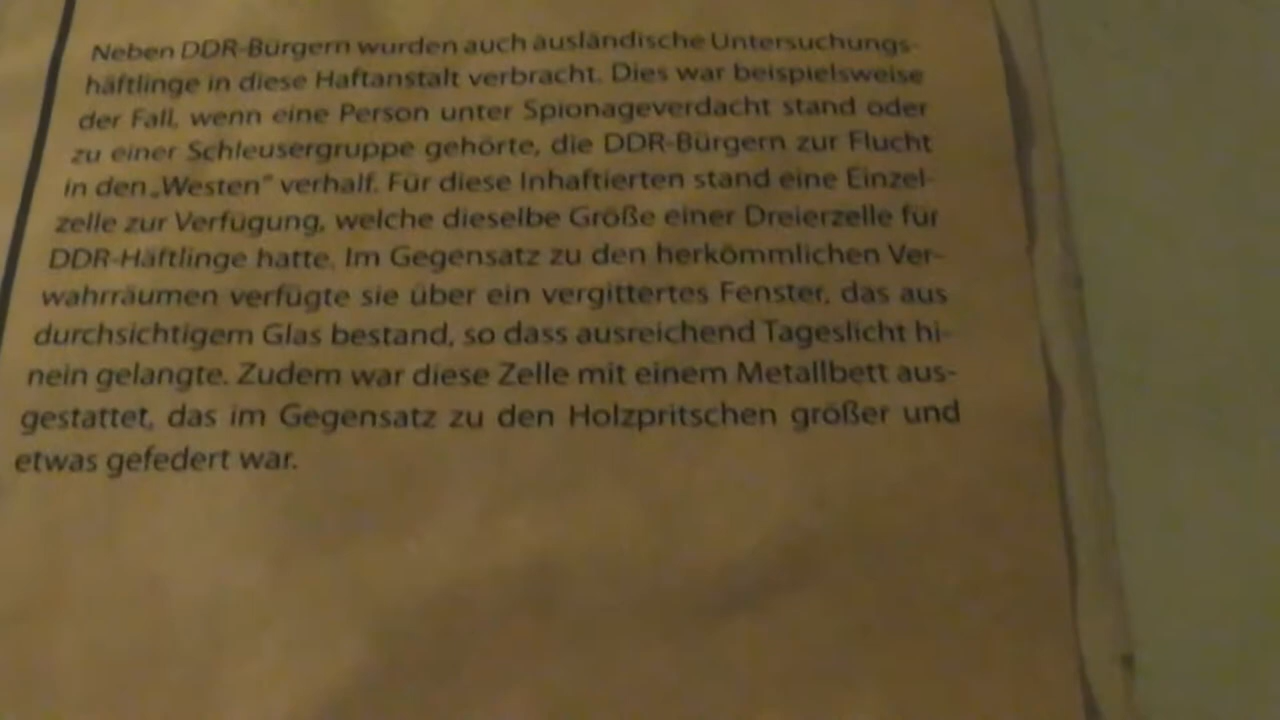 Neben DDR-Bürgern wurden auch ausländische Untersuchungs-
häftlinge in diese Haftanstalt verbracht. Dies war beispielsweise
der Fall, wenn eine Person unter Spionageverdacht stand oder
zu einer Schleusergruppe gehörte, die DDR-Bürgern zur Flucht
in den „Westen“ verhalf. Für diese Inhaftierten stand eine Einzel-
zelle zur Verfügung, welche dieselbe Größe einer Dreierzelle für
DDR-Häftlinge hatte. Im Gegensatz zu den herkömmlichen Ver-
wahrräumen verfügte sie über ein vergittertes Fenster, das aus
durchsichtigem Glas bestand, so dass ausreichend Tageslicht hi-
nein gelangte. Zudem war diese Zelle mit einem Metallbett aus-
gestattet, das im Gegensatz zu den Holzpritschen größer und
etwas gefedert war.